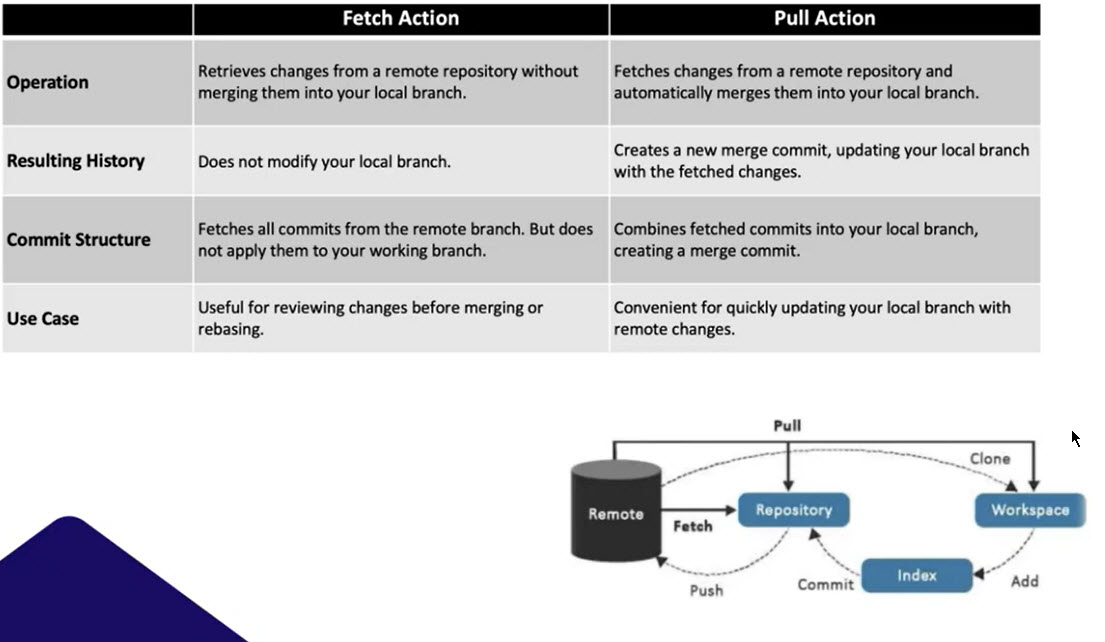 Fetch Action
Pull Action
Operation
Retrieves changes from a remote repository without
merging them into your local branch.
Fetches changes from a remote repository and
automatically merges them into your local branch.
Resulting History
Does not modify your local branch.
Creates a new merge commit, updating your local branch
with the fetched changes.
Commit Structure
Fetches all commits from the remote branch. But does
not apply them to your working branch.
Combines fetched commits into your local branch,
creating a merge commit.
Use Case
Useful for reviewing changes before merging or
rebasing.
Convenient for quickly updating your local branch with
remote changes.
Pull
Clone
Remote
Fetch
Repository
Workspace
Push
Commit
Index
Add